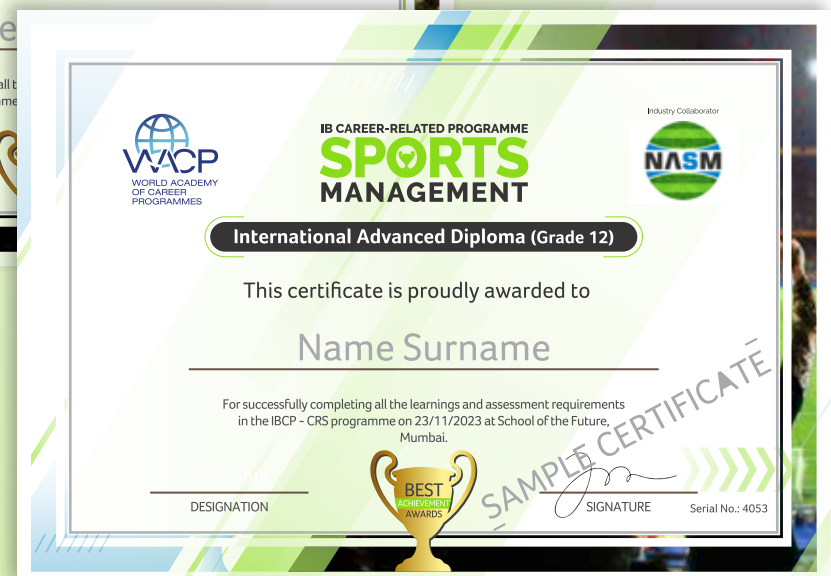 e
all t
me
Industry Collaborator
WACP
WORLD ACADEMY
OF CAREER
PROGRAMMES
IB CAREER-RELATED PROGRAMME
SPORTS
MANAGEMENT
NASM
International Advanced Diploma (Grade 12)
This certificate is proudly awarded to
Name Surname
For successfully completing all the learnings and assessment requirements
in the IBCP - CRS programme on 23/11/2023 at School of the Future,
Mumbai.
SAMPLE CERTIFICATE
BEST
ACHIEVEMENT
AWARDS
DESIGNATION
SIGNATURE
Serial No.: 4053